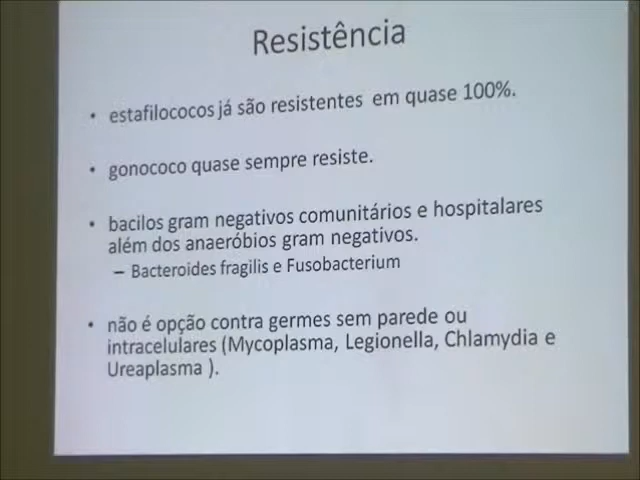 Resistência
• estafilococos já são resistentes em quase 100%.
• gonococo quase sempre resiste.
• bacilos gram negativos comunitários e hospitalares
além dos anaeróbios gram negativos.
– Bacteroides fragilis e Fusobacterium
• não é opção contra germes sem parede ou
intracelulares (Mycoplasma, Legionella, Chlamydia e
Ureaplasma ).